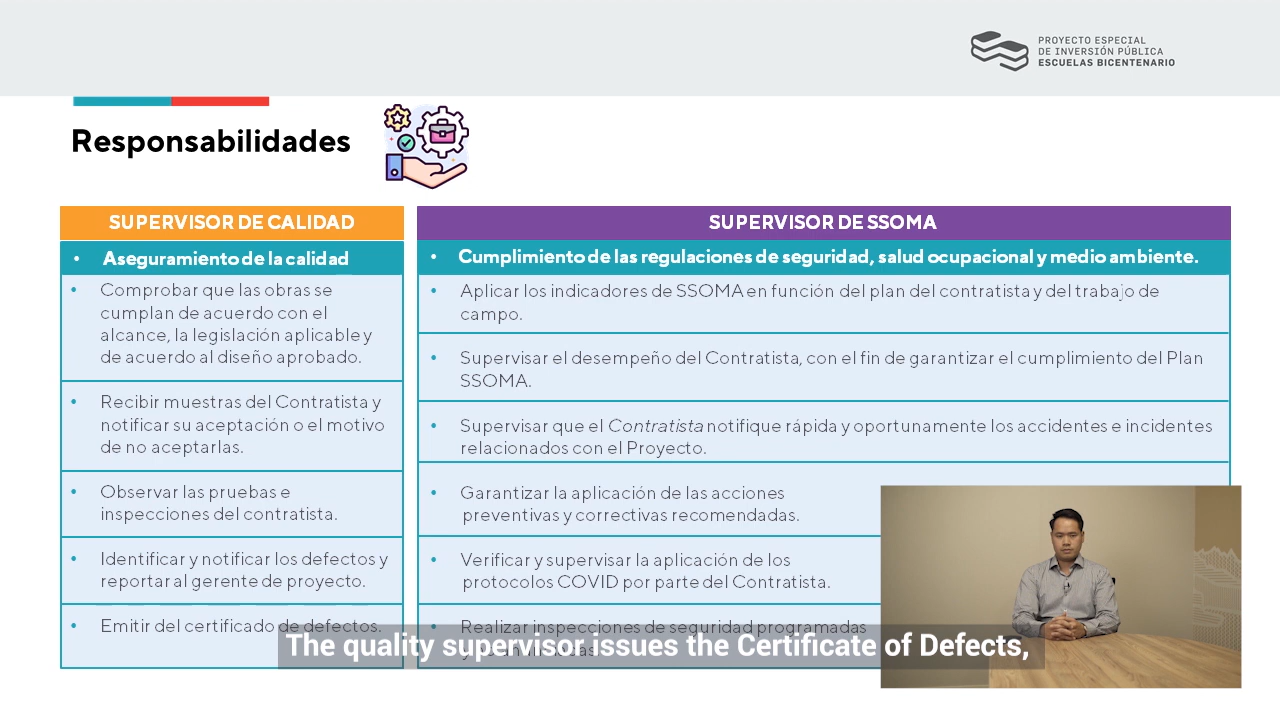 PROYECTO ESPECIAL
DE INVERSIÓN PÚBLICA
ESCUELAS BICENTENARIO
Responsabilidades
SUPERVISOR DE CALIDAD
• Aseguramiento de la calidad
• Comprobar que las obras se
cumplan de acuerdo con el
alcance, la legislación aplicable y
de acuerdo al diseño aprobado.
• Recibir muestras del Contratista y
notificar su aceptación o el motivo
de no aceptarlas.
• Observar las pruebas e
inspecciones del contratista.
• Identificar y notificar los defectos y
reportar al gerente de proyecto.
• Emitir del certificado de defectos.
SUPERVISOR DE SSOMA
• Cumplimiento de las regulaciones de seguridad, salud ocupacional y medio ambiente.
• Aplicar los indicadores de SSOMA en función del plan del contratista y del trabajo de
campo.
• Supervisar el desempeño del Contratista, con el fin de garantizar el cumplimiento del Plan
SSOMA.
• Supervisar que el Contratista notifique rápida y oportunamente los accidentes e incidentes
relacionados con el Proyecto.
• Garantizar la aplicación de las acciones
preventivas y correctivas recomendadas.
• Verificar y supervisar la aplicación de los
protocolos COVID por parte del Contratista.
• Realizar inspecciones de seguridad programadas
The quality supervisor issues the Certificate of Defects,